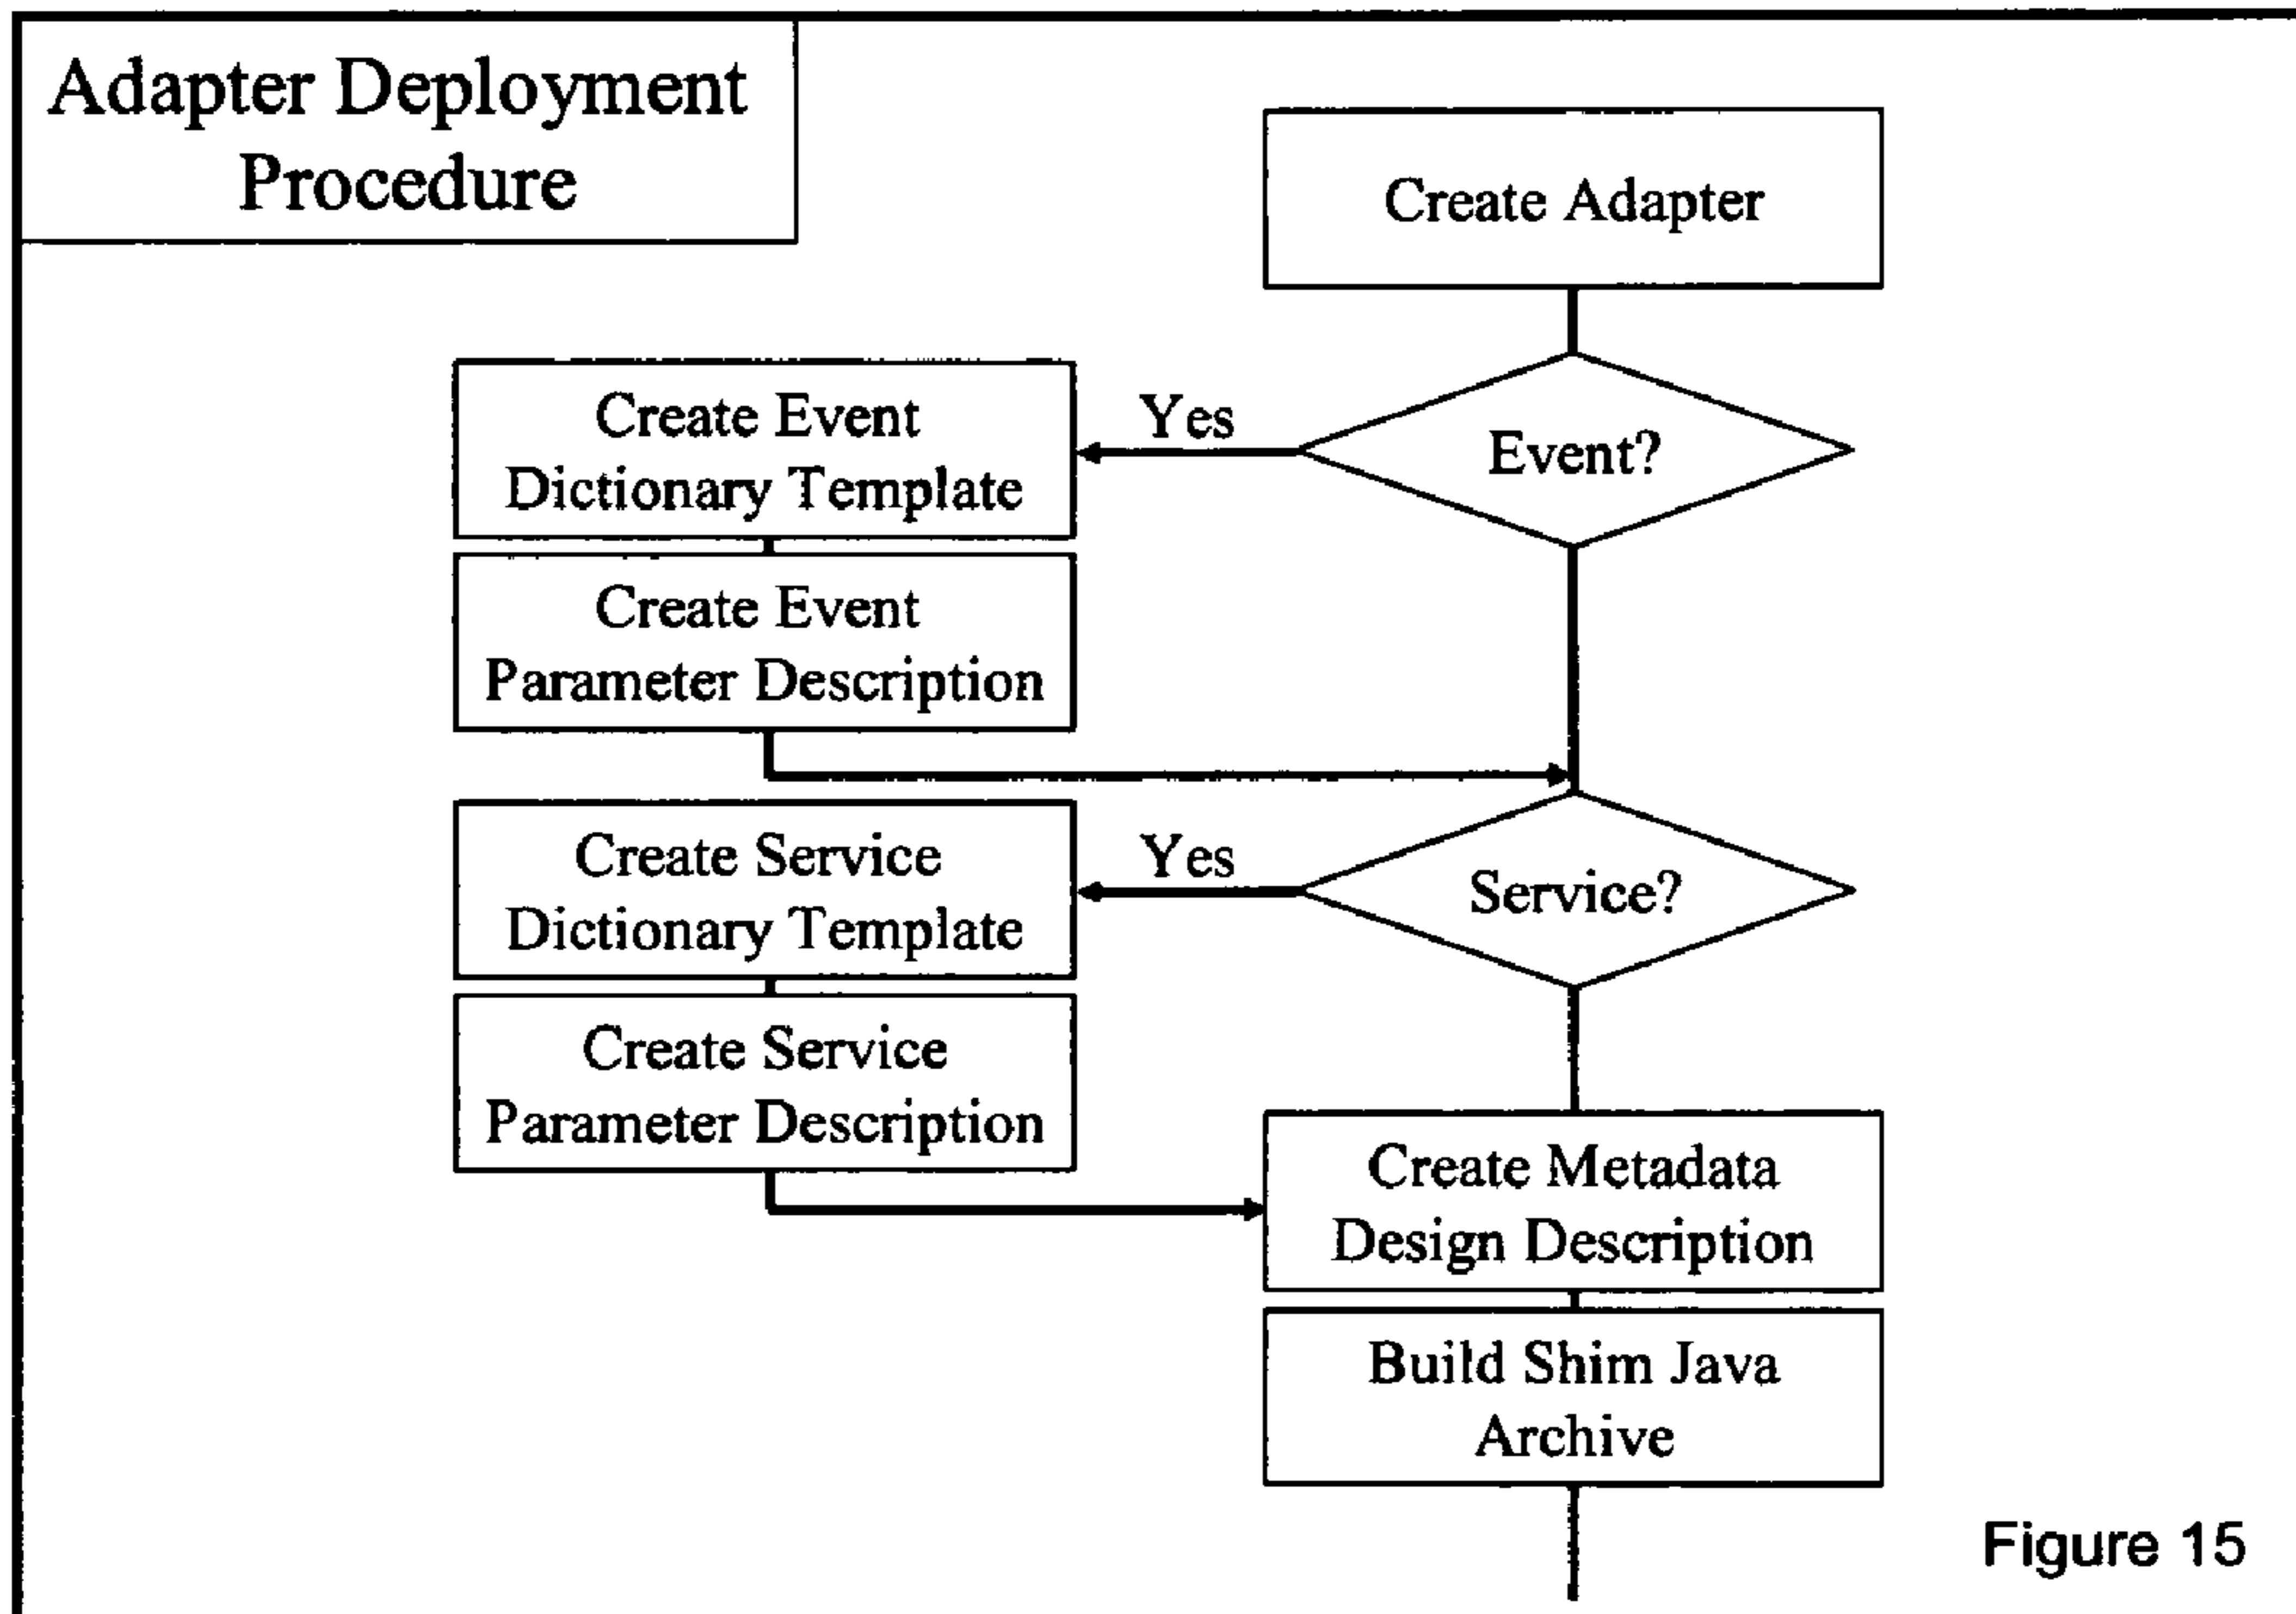 Adapter Deployment
Procedure
Create Adapter
Event?
Yes
Create Event
Dictionary Template
Create Event
Parameter Description
Service?
Yes
Create Service
Dictionary Template
Create Service
Parameter Description
Create Metadata
Design Description
Build Shim Java
Archive
Figure 15